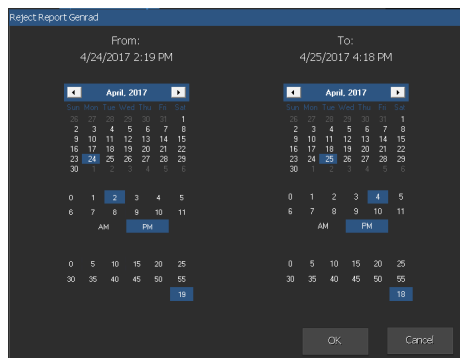 Reject Report Genrad
From: To:
4/24/2017 2:19 PM 4/25/2017 4:18 PM
April, 2017 April, 2017
Sun Mon Tue Wed Thu Fri Sat Sun Mon Tue Wed Thu Fri Sat
26 27 28 29 30 31 1 26 27 28 29 30 31 1
2 3 4 5 6 7 8 2 3 4 5 6 7 8
9 10 11 12 13 14 15 9 10 11 12 13 14 15
16 17 18 19 20 21 22 16 17 18 19 20 21 22
23 24 25 26 27 28 29 23 24 25 26 27 28 29
30 1 2 3 4 5 6 30 1 2 3 4 5 6
0 1 2 3 4 5 0 1 2 3 4 5
6 7 8 9 10 11 6 7 8 9 10 11
AM PM AM PM
0 5 10 15 20 25 0 5 10 15 20 25
30 35 40 45 50 55 30 35 40 45 50 55
19 18
OK Cancel